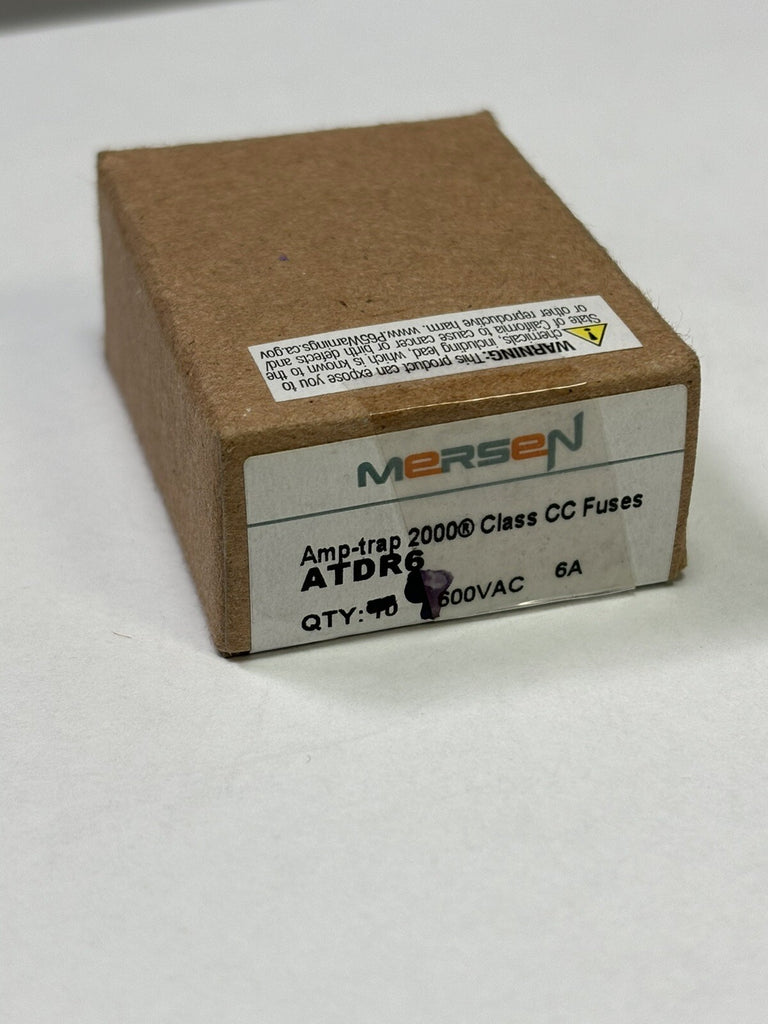 WARNING: This product can expose you to
chemicals, including lead, which is known to the
State of California to cause cancer or birth defects and/
or other reproductive harm. www.P65Warnings.ca.gov
MERSEN
Amp-trap 2000® Class CC Fuses
ATDR6
QTY: 10 600VAC 6A